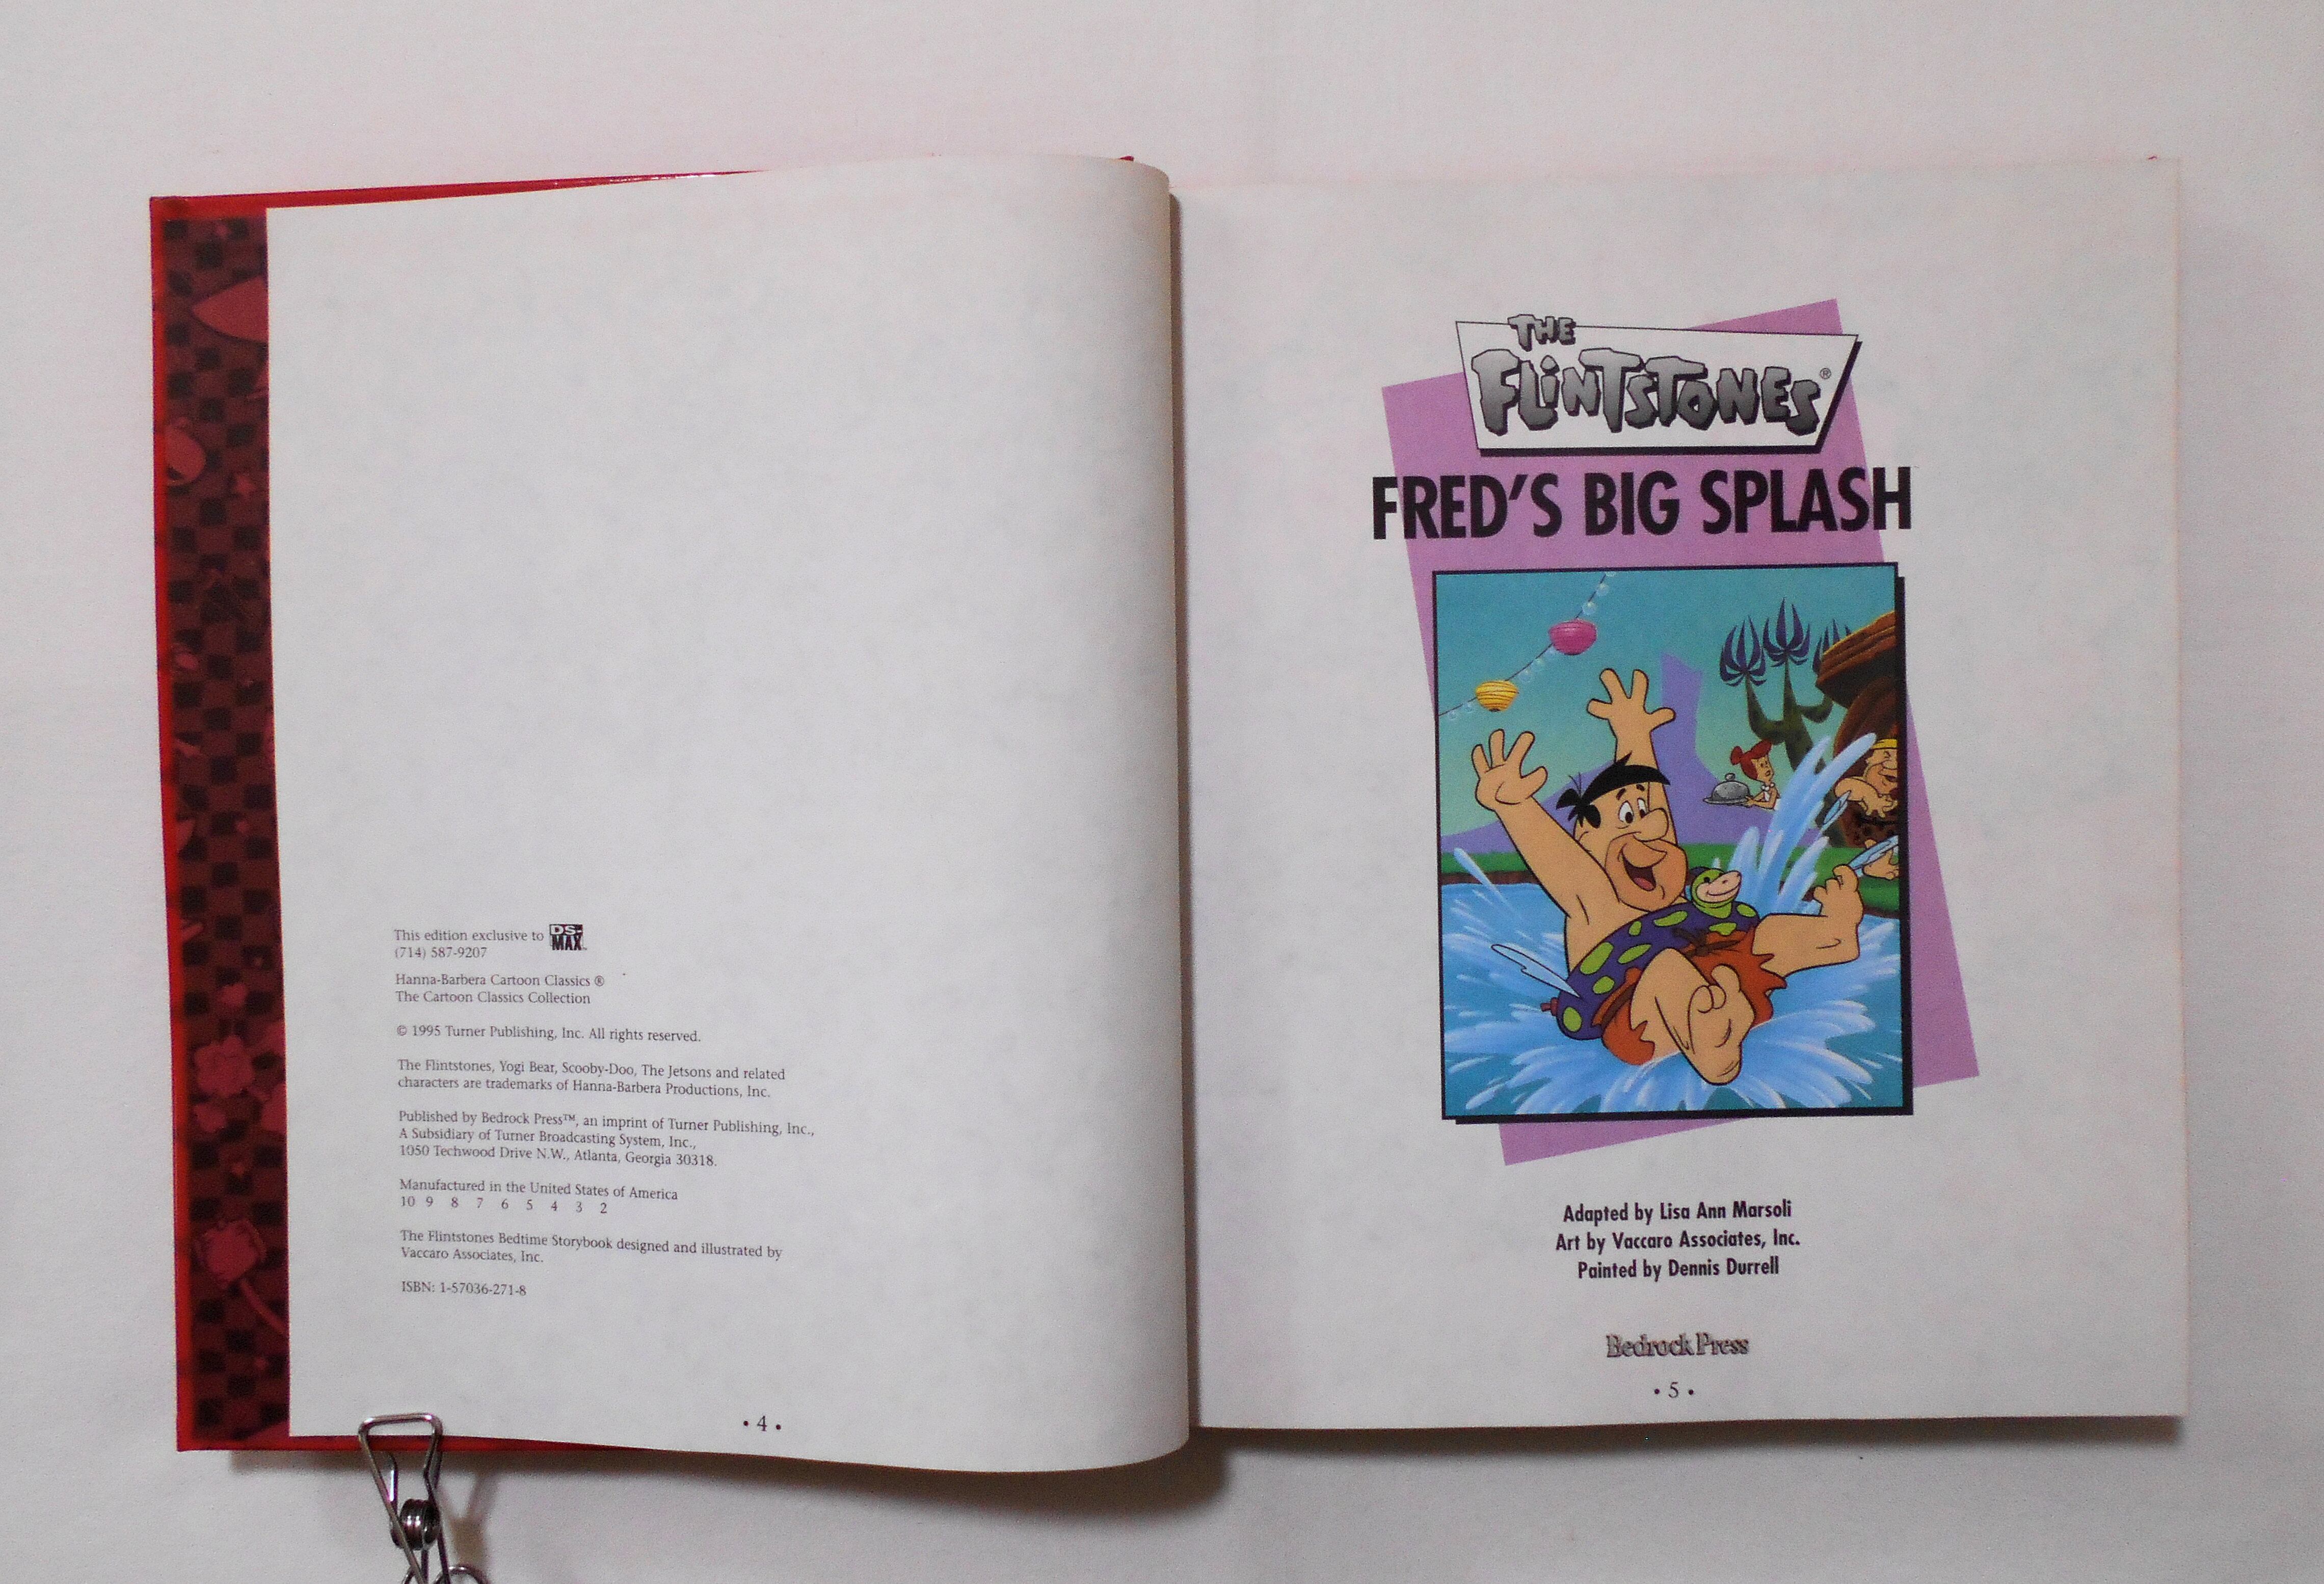 This edition exclusive to DS-MAX™
(714) 587-9207
Hanna-Barbera Cartoon Classics ®
The Cartoon Classics Collection
© 1995 Turner Publishing, Inc. All rights reserved.
The Flintstones, Yogi Bear, Scooby-Doo, The Jetsons and related
characters are trademarks of Hanna-Barbera Productions, Inc.
Published by Bedrock Press™, an imprint of Turner Publishing, Inc.,
A Subsidiary of Turner Broadcasting System, Inc.,
1050 Techwood Drive N.W., Atlanta, Georgia 30318.
Manufactured in the United States of America
10 9 8 7 6 5 4 3 2
The Flintstones Bedtime Storybook designed and illustrated by
Vaccaro Associates, Inc.
ISBN: 1-57036-271-8
• 4 •
THE
FLINTSTONES®
FRED'S BIG SPLASH
Adapted by Lisa Ann Marsoli
Art by Vaccaro Associates, Inc.
Painted by Dennis Durrell
Bedrock Press
• 5 •